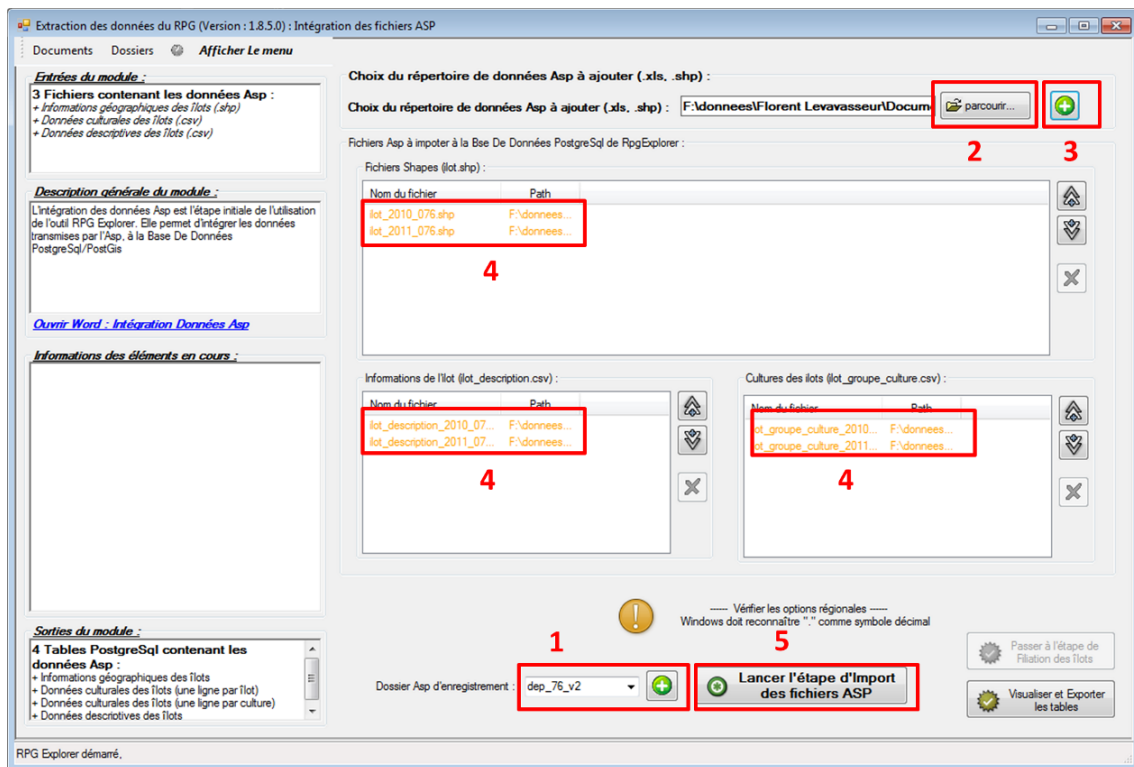 Extraction des données du RPG (Version : 1.8.5.0) : Intégration des fichiers ASP
Documents Dossiers Afficher Le menu
Entrées du module :
3 Fichiers contenant les données Asp :
+ Informations géographiques des îlots (.shp)
+ Données culturales des îlots (.csv)
+ Données descriptives des îlots (.csv)
Description générale du module :
L'intégration des données Asp est l'étape initiale de l'utilisation
de l'outil RPG Explorer. Elle permet d'intégrer les données
transmises par l'Asp, à la Base De Données
PostgreSql/PostGis
Ouvrir Word : Intégration Données Asp
Informations des éléments en cours :
Sorties du module :
4 Tables PostgreSql contenant les
données Asp :
+ Informations géographiques des îlots
+ Données culturales des îlots (une ligne par îlot)
+ Données culturales des îlots (une ligne par culture)
+ Données descriptives des îlots
Choix du répertoire de données Asp à ajouter (.xls, .shp) :
Choix du répertoire de données Asp à ajouter (.xls, .shp) : F:\donnees\Florent Levavasseur\Docume parcourir...
2 3
Fichiers Asp à impoter à la Bse De Données PostgreSql de RpgExplorer :
Fichiers Shapes (ilot.shp) :
Nom du fichier Path
ilot_2010_076.shp F:\donnees...
ilot_2011_076.shp F:\donnees...
4
Informations de l'îlot (ilot_description.csv) :
Nom du fichier Path
ilot_description_2010_07... F:\donnees...
ilot_description_2011_07... F:\donnees...
4
Cultures des ilots (ilot_groupe_culture.csv) :
Nom du fichier Path
ilot_groupe_culture_2010... F:\donnees...
ilot_groupe_culture_2011... F:\donnees...
4
------ Vérifier les options régionales ------
Windows doit reconnaître "." comme symbole décimal
1 5
Dossier Asp d'enregistrement : dep_76_v2
Lancer l'étape d'Import
des fichiers ASP
Passer à l'étape de
Filiation des îlots
Visualiser et Exporter
les tables
RPG Explorer démarré.